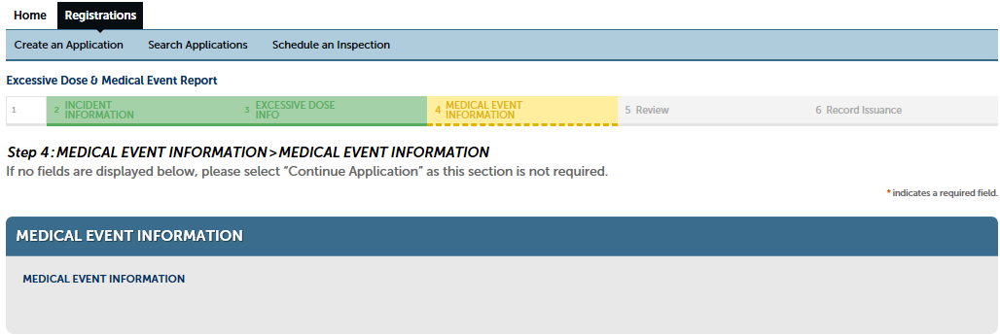 Home Registrations
Create an Application Search Applications Schedule an Inspection
Excessive Dose & Medical Event Report
1
2 INCIDENT INFORMATION
3 EXCESSIVE DOSE INFO
4 MEDICAL EVENT INFORMATION
5 Review
6 Record Issuance
Step 4 : MEDICAL EVENT INFORMATION > MEDICAL EVENT INFORMATION
If no fields are displayed below, please select "Continue Application" as this section is not required.
* indicates a required field.
MEDICAL EVENT INFORMATION
MEDICAL EVENT INFORMATION